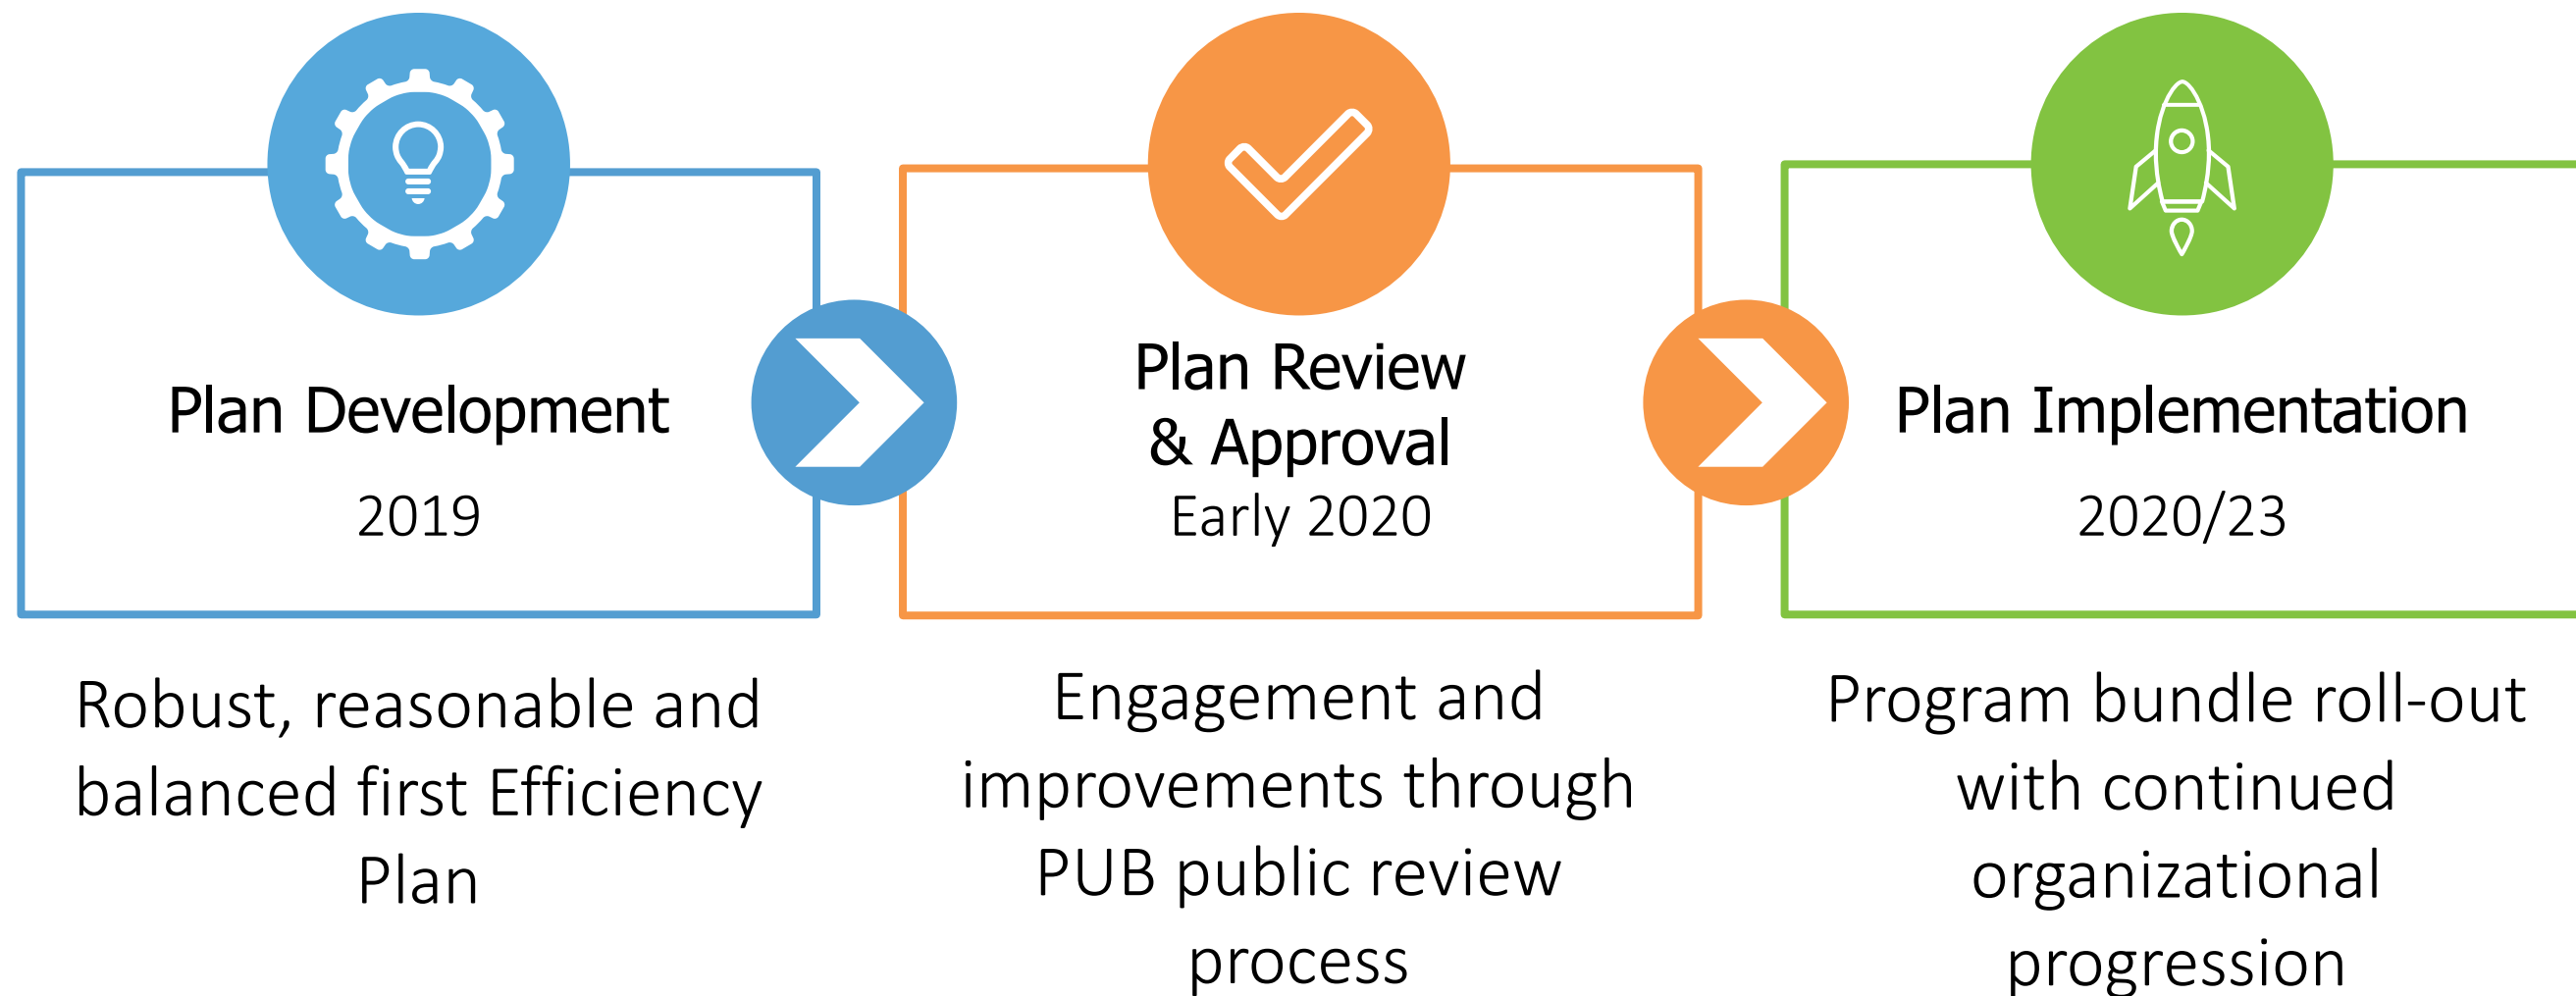 Plan Development
2019
Robust, reasonable and
balanced first Efficiency
Plan
Plan Review
& Approval
Early 2020
Engagement and
improvements through
PUB public review
process
Plan Implementation
2020/23
Program bundle roll-out
with continued
organizational
progression